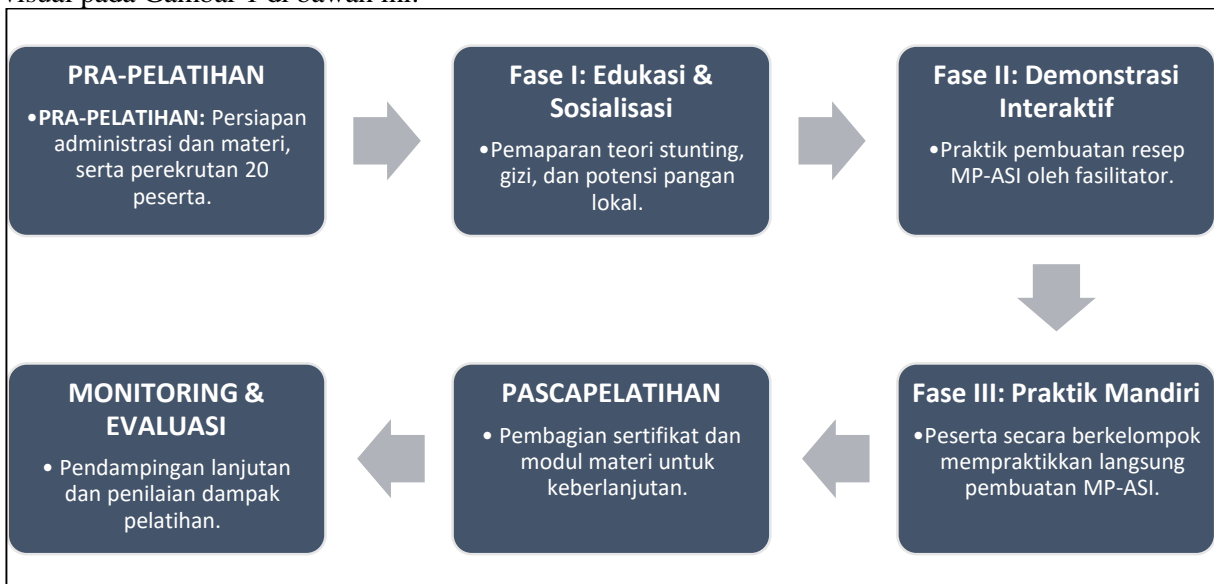 visual pada Gambar 1 di bawah ini.
PRA-PELATIHAN
•PRA-PELATIHAN: Persiapan
administrasi dan materi,
serta perekrutan 20
peserta.
Fase I: Edukasi &
Sosialisasi
•Pemaparan teori stunting,
gizi, dan potensi pangan
lokal.
Fase II: Demonstrasi
Interaktif
•Praktik pembuatan resep
MP-ASI oleh fasilitator.
Fase III: Praktik Mandiri
•Peserta secara berkelompok
mempraktikkan langsung
pembuatan MP-ASI.
PASCAPELATIHAN
• Pembagian sertifikat dan
modul materi untuk
keberlanjutan.
MONITORING &
EVALUASI
• Pendampingan lanjutan
dan penilaian dampak
pelatihan.